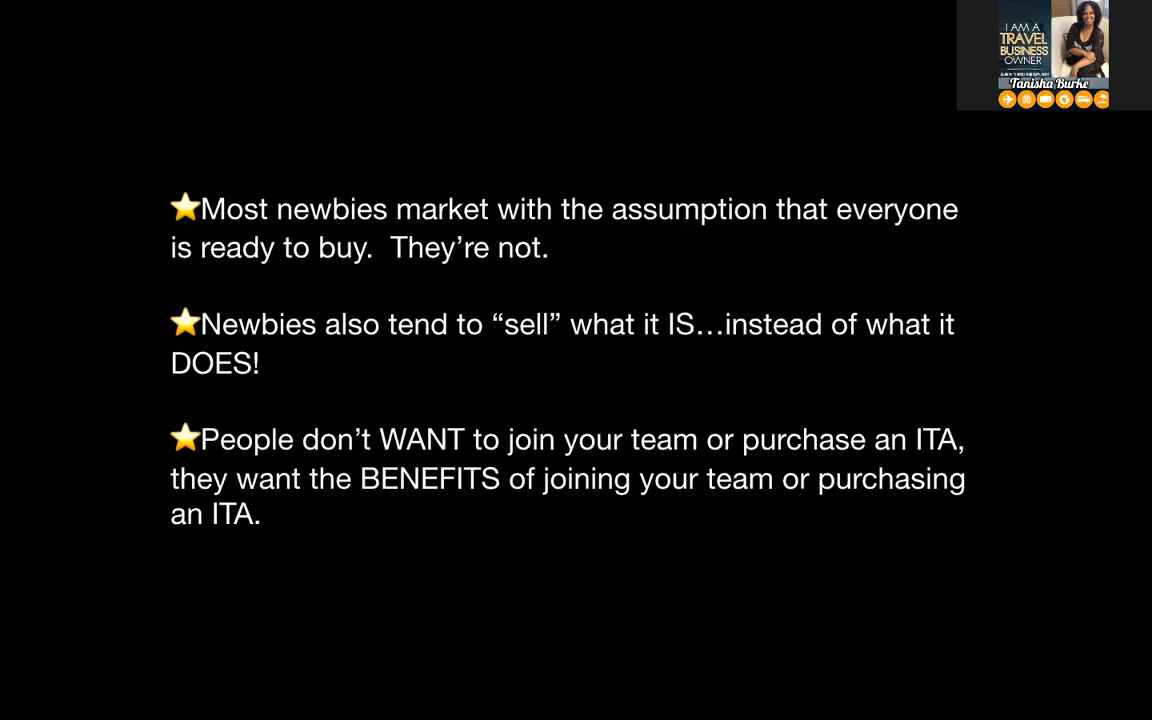 I AM A
TRAVEL
BUSINESS
OWNER
Tanisha Burke
⭐Most newbies market with the assumption that everyone
is ready to buy.  They’re not.
⭐Newbies also tend to “sell” what it IS…instead of what it
DOES!
⭐People don’t WANT to join your team or purchase an ITA,
they want the BENEFITS of joining your team or purchasing
an ITA.